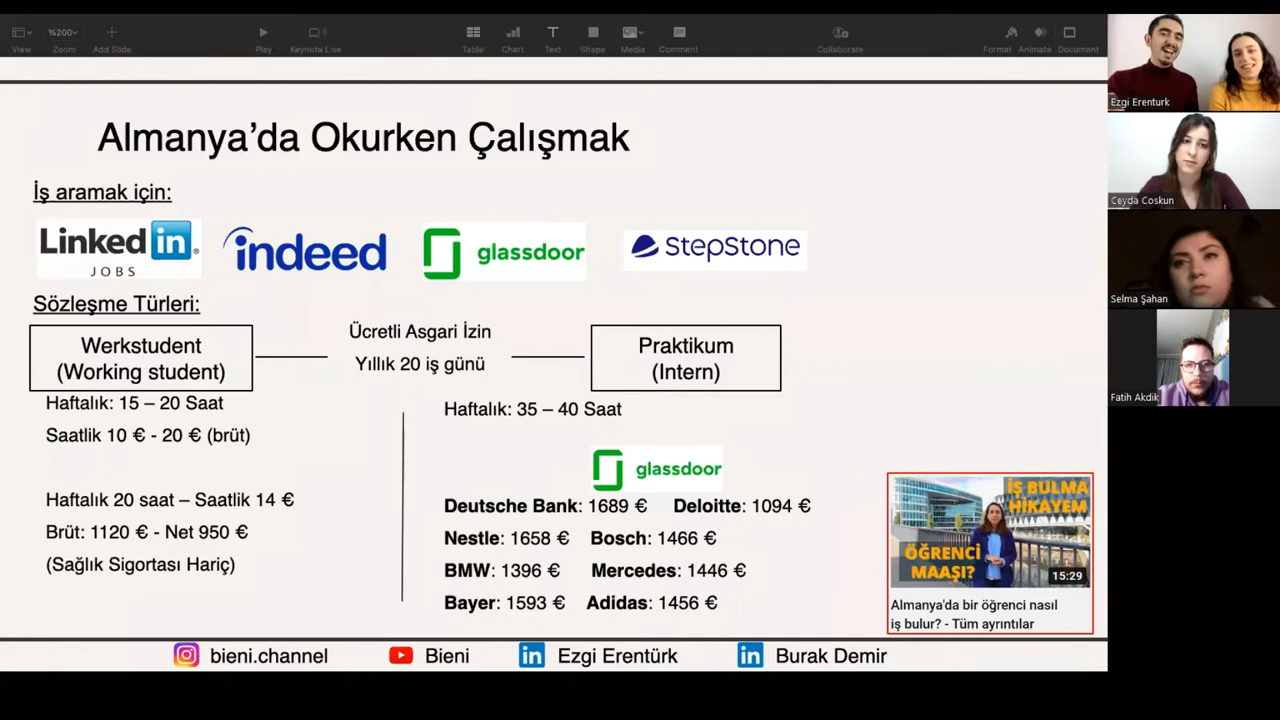 View
%200
Zoom
Add Slide
Play
Keynote Live
Table
Chart
Text
Shape
Media
Comment
Collaborate
Format
Animate
Document
Almanya'da Okurken Çalışmak
İş aramak için:
Linked in
JOBS
indeed
glassdoor
StepStone
Sözleşme Türleri:
Werkstudent
(Working student)
Ücretli Asgari İzin
Yıllık 20 iş günü
Praktikum
(Intern)
Haftalık: 15 – 20 Saat
Saatlik 10 € - 20 € (brüt)
Haftalık 20 saat – Saatlik 14 €
Brüt: 1120 € - Net 950 €
(Sağlık Sigortası Hariç)
Haftalık: 35 – 40 Saat
glassdoor
Deutsche Bank: 1689 € Deloitte: 1094 €
Nestle: 1658 € Bosch: 1466 €
BMW: 1396 € Mercedes: 1446 €
Bayer: 1593 € Adidas: 1456 €
İŞ BULMA
HİKAYEM
ÖĞRENCİ
MAAŞI?
15:29
Almanya'da bir öğrenci nasıl
iş bulur? - Tüm ayrıntılar
bieni.channel
Bieni
in Ezgi Erentürk
in Burak Demir
Ezgi Erenturk
Ceyda Coskun
Selma Şahan
Fatih Akdik